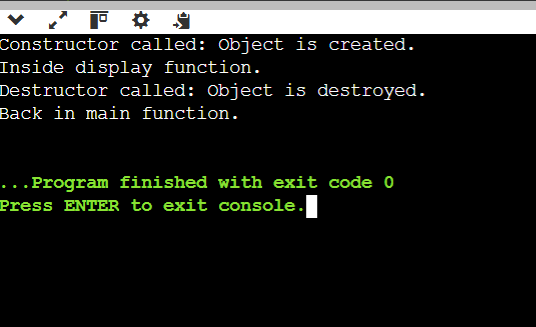 Constructor called: Object is created.
Inside display function.
Destructor called: Object is destroyed.
Back in main function.
...Program finished with exit code 0
Press ENTER to exit console.